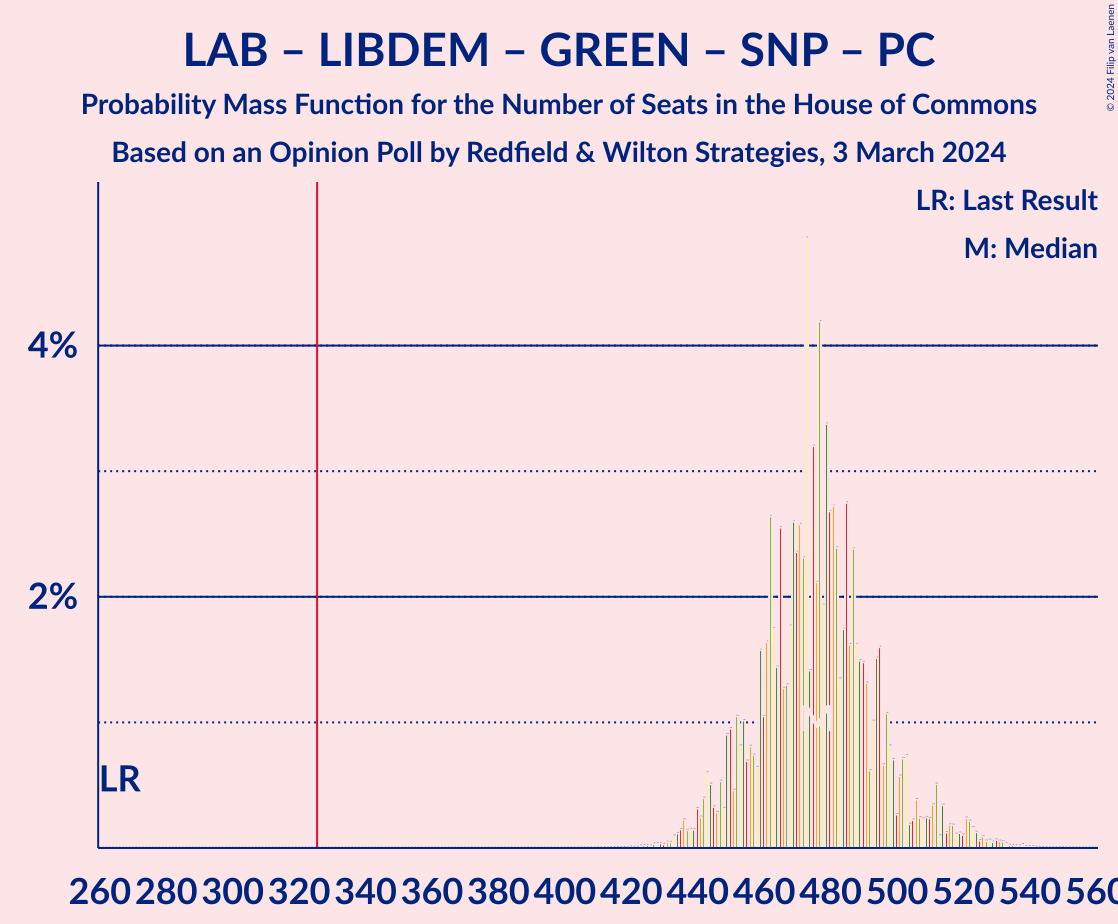 LAB – LIBDEM – GREEN – SNP – PC
Probability Mass Function for the Number of Seats in the House of Commons
Based on an Opinion Poll by Redfield & Wilton Strategies, 3 March 2024
© 2024 Filip van Laenen
LR: Last Result
M: Median
4%
2%
LR
260 280 300 320 340 360 380 400 420 440 460 480 500 520 540 560